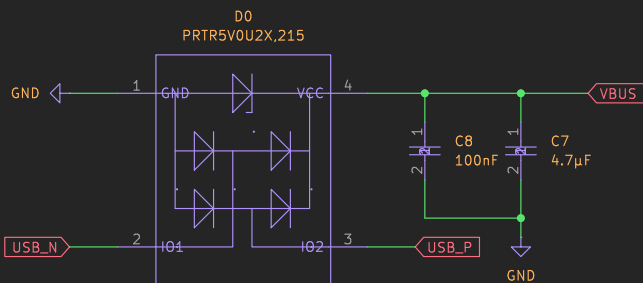 D0
PRTR5V0U2X,215
GND
1
GND
VCC
4
VBUS
1
2
C8
100nF
1
2
C7
4.7µF
USB_N
2
IO1
IO2
3
USB_P
GND